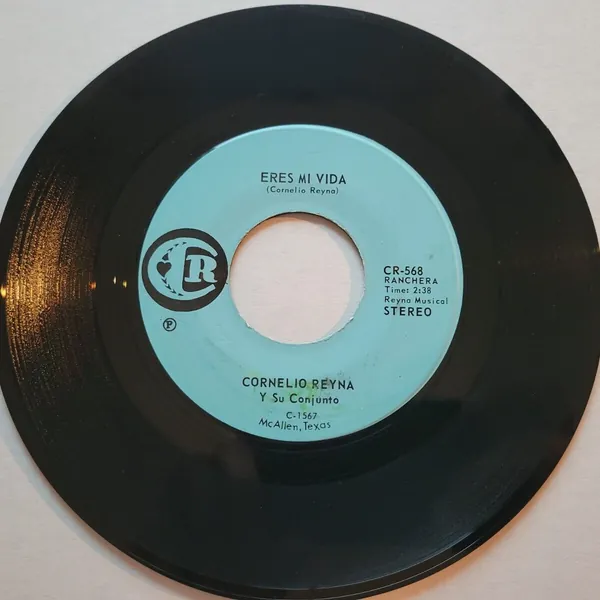 ERES MI VIDA
(Cornelio Reyna)
CR
CR-568
RANCHERA
Time: 2:38
Reyna Musical
STEREO
Ⓟ
CORNELIO REYNA
Y Su Conjunto
C-1567
McAllen, Texas